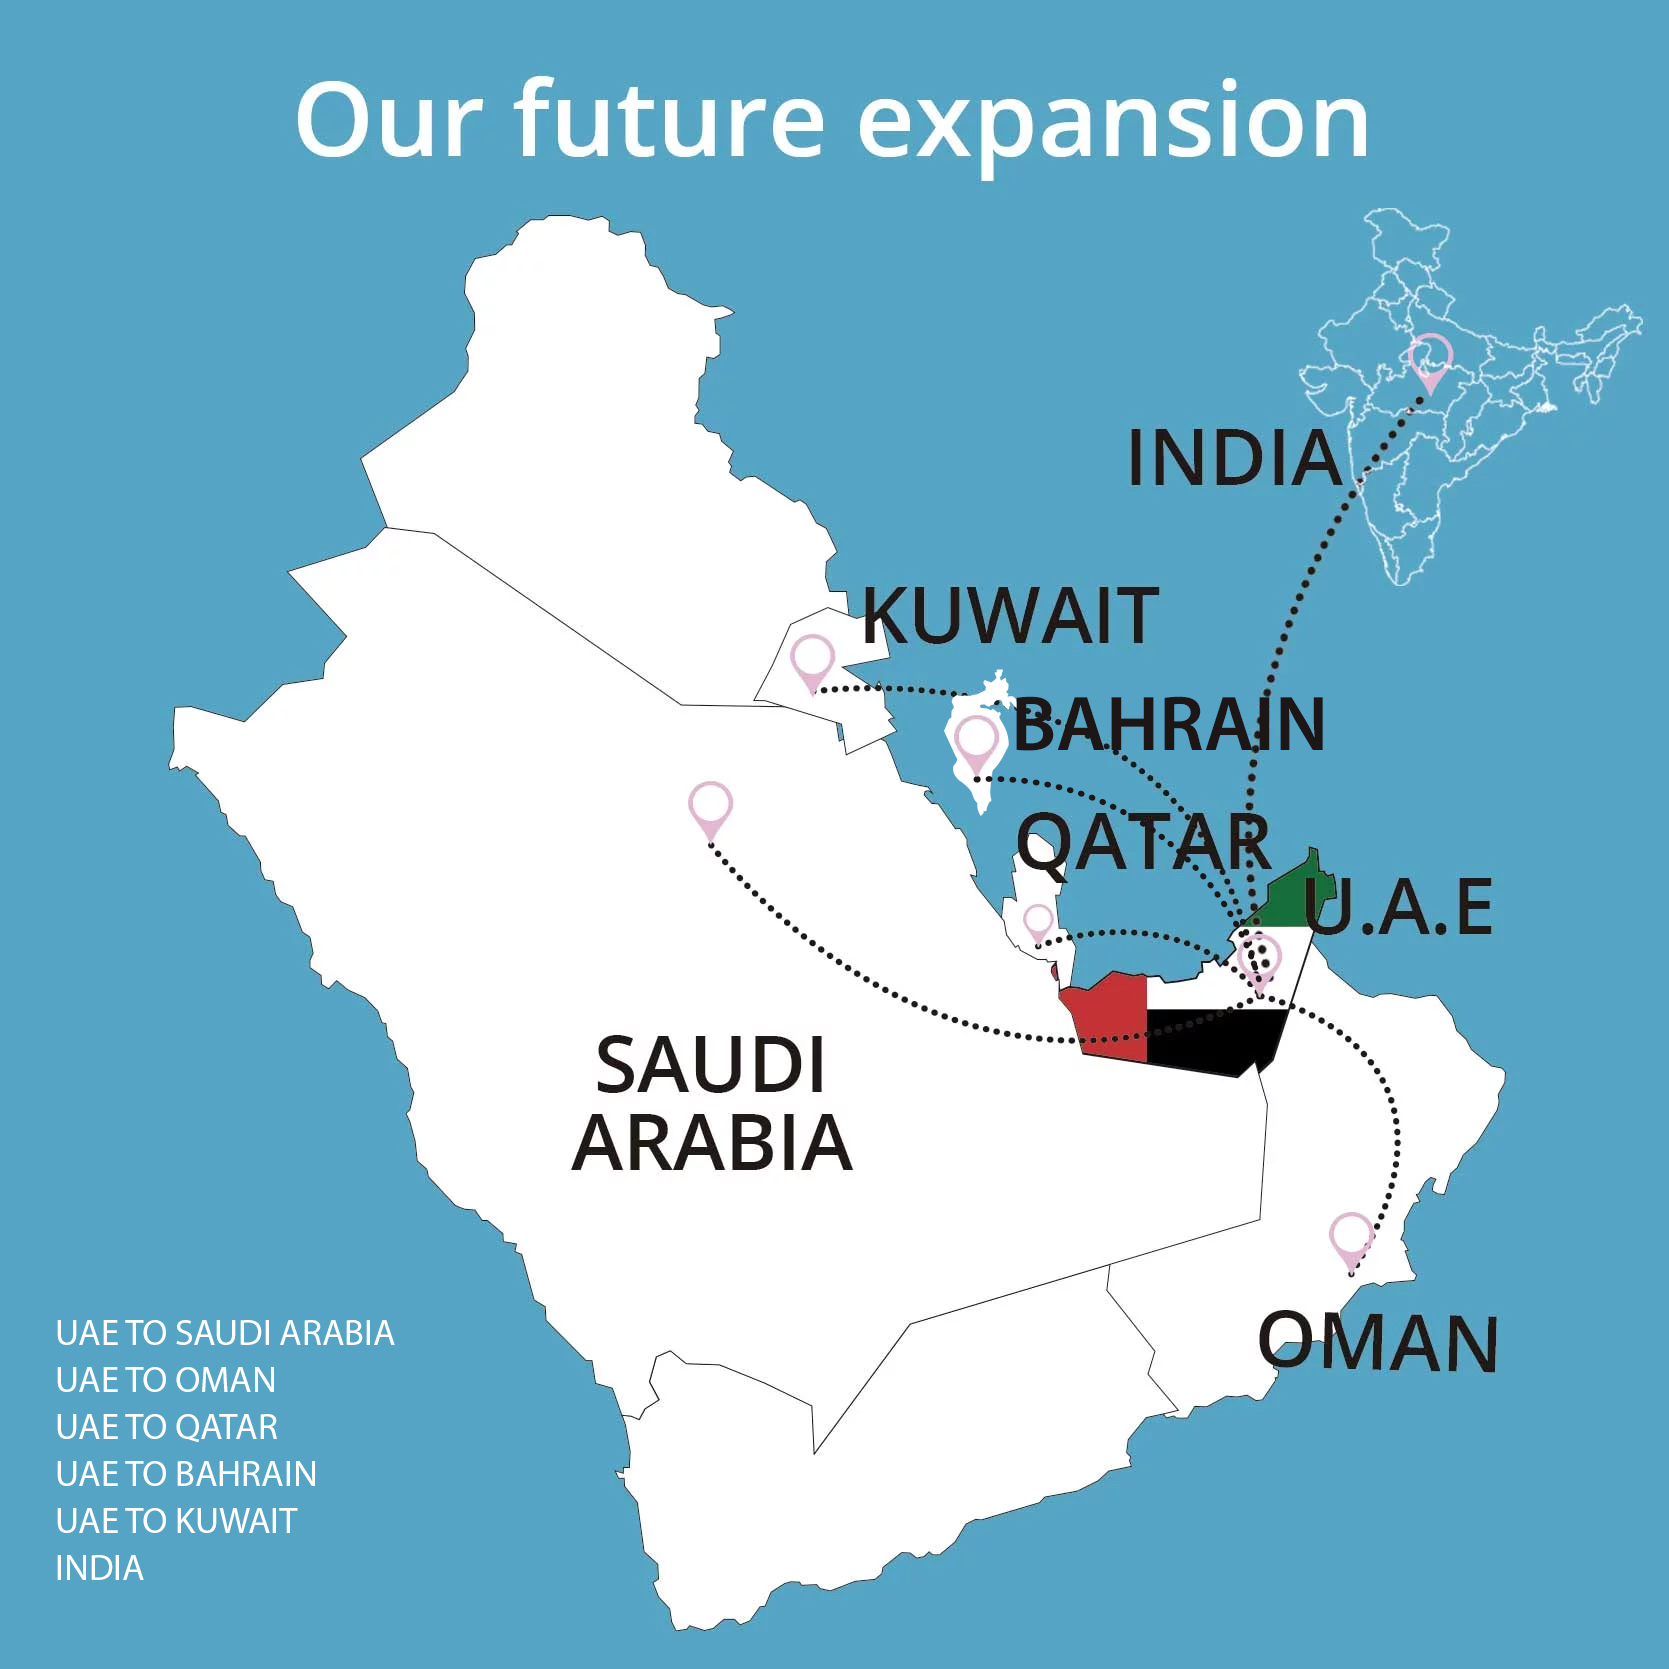 Our future expansion
INDIA
KUWAIT
BAHRAIN
QATAR
U.A.E
SAUDI
ARABIA
OMAN
UAE TO SAUDI ARABIA
UAE TO OMAN
UAE TO QATAR
UAE TO BAHRAIN
UAE TO KUWAIT
INDIA